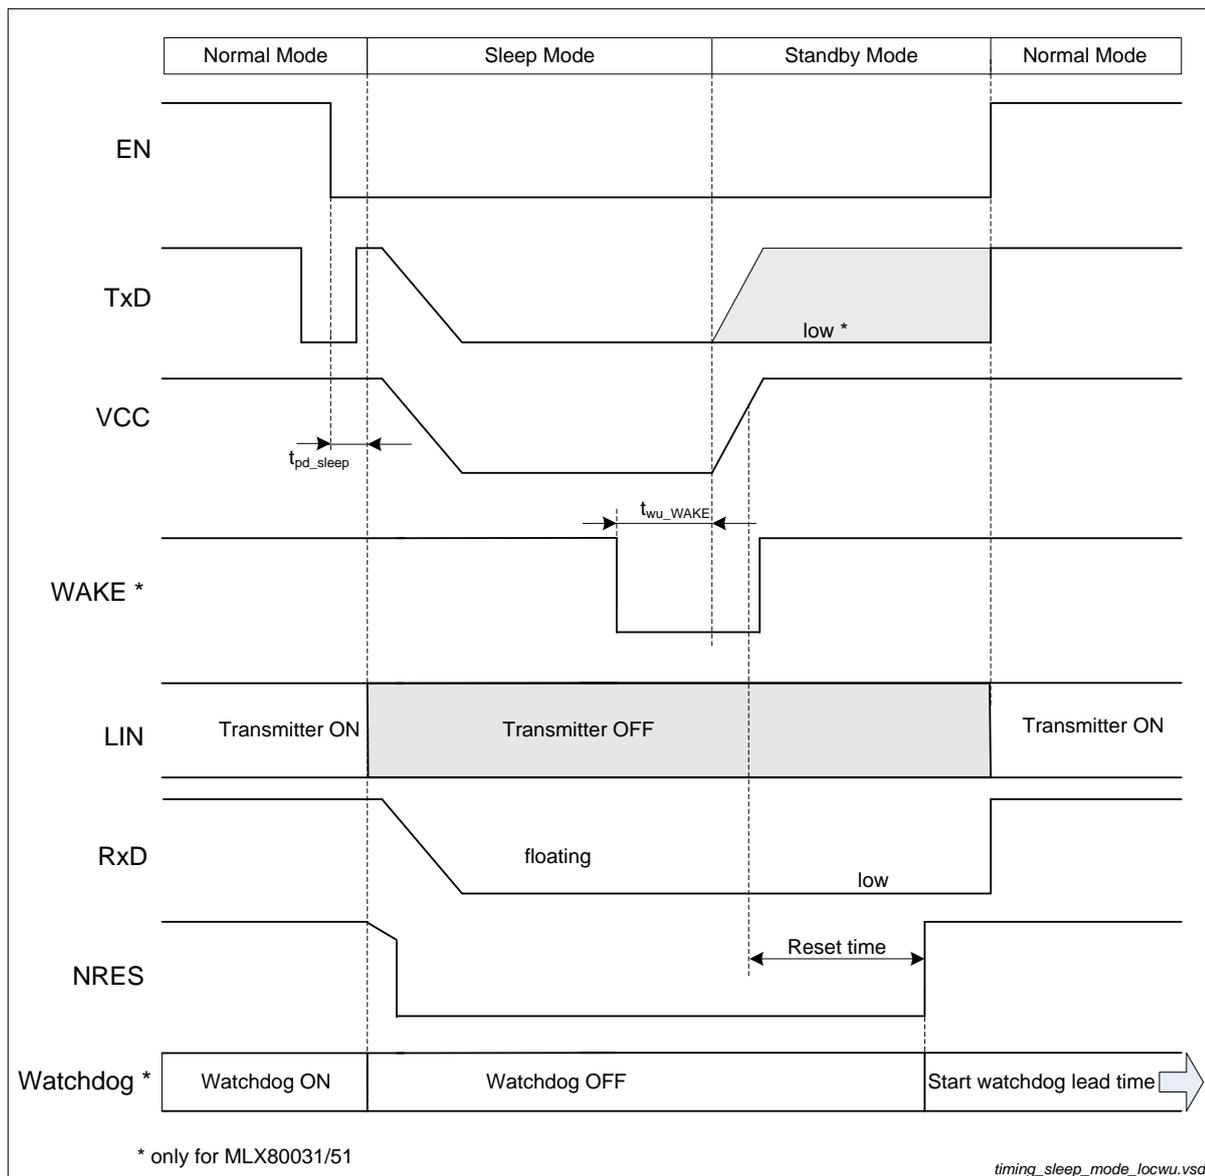 Normal Mode Sleep Mode Standby Mode Normal Mode
EN
TxD
low *
VCC
tpd_sleep
twu_WAKE
WAKE *
LIN
Transmitter ON Transmitter OFF Transmitter ON
RxD
floating
low
NRES
Reset time
Watchdog *
Watchdog ON Watchdog OFF Start watchdog lead time
* only for MLX80031/51
timing_sleep_mode_locwu.vsd